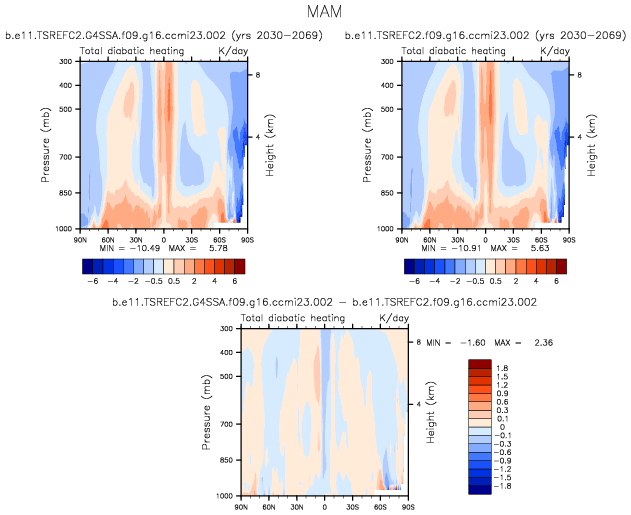 MAM
b.e11.TSREFC2.G4SSA.f09.g16.ccmi23.002 (yrs 2030-2069)
Total diabatic heating K/day
300
400
500
700
850
1000
Pressure (mb)
8
4
Height (km)
90N 60N 30N 0 30S 60S 90S
MIN = -10.49 MAX = 5.78
-6 -4 -2 -1 -0.5 0.5 1 2 4 6
b.e11.TSREFC2.f09.g16.ccmi23.002 (yrs 2030-2069)
Total diabatic heating K/day
300
400
500
700
850
1000
Pressure (mb)
8
4
Height (km)
90N 60N 30N 0 30S 60S 90S
MIN = -10.91 MAX = 5.63
-6 -4 -2 -1 -0.5 0.5 1 2 4 6
b.e11.TSREFC2.G4SSA.f09.g16.ccmi23.002 - b.e11.TSREFC2.f09.g16.ccmi23.002
Total diabatic heating K/day
300
400
500
700
850
1000
Pressure (mb)
8
4
Height (km)
90N 60N 30N 0 30S 60S 90S
MIN = -1.60 MAX = 2.36
1.8
1.5
1.2
0.9
0.6
0.3
0.1
0
-0.1
-0.3
-0.6
-0.9
-1.2
-1.5
-1.8